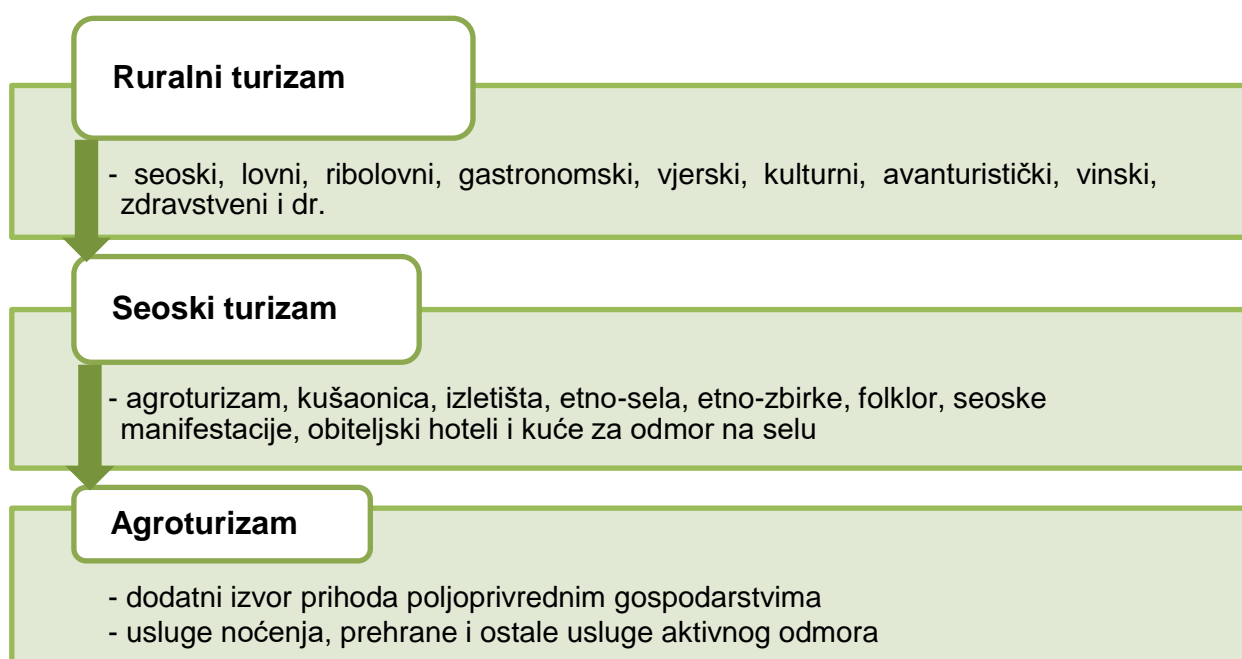 Ruralni turizam
- seoski, lovni, ribolovni, gastronomski, vjerski, kulturni, avanturistički, vinski,
zdravstveni i dr.
Seoski turizam
- agroturizam, kušaonica, izletišta, etno-sela, etno-zbirke, folklor, seoske
manifestacije, obiteljski hoteli i kuće za odmor na selu
Agroturizam
- dodatni izvor prihoda poljoprivrednim gospodarstvima
- usluge noćenja, prehrane i ostale usluge aktivnog odmora